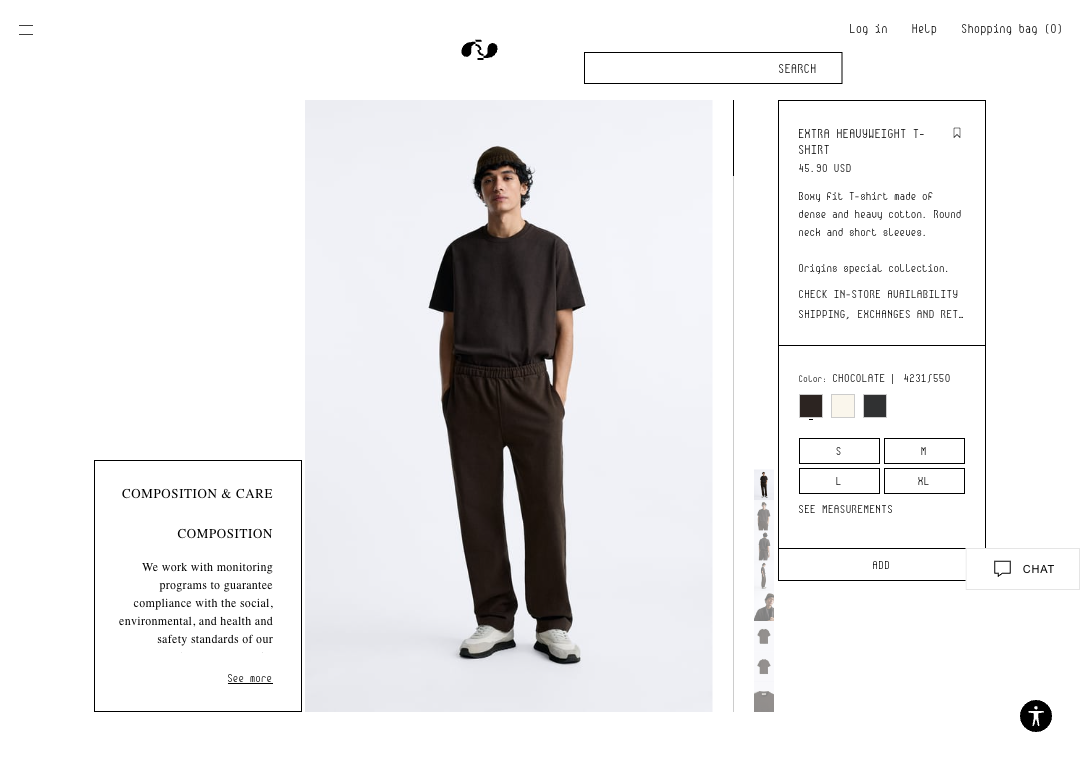 Log in Help Shopping bag (0)
SEARCH
EXTRA HEAVYWEIGHT T-
SHIRT
45.90 USD
Boxy fit T-shirt made of
dense and heavy cotton. Round
neck and short sleeves.
Origins special collection.
CHECK IN-STORE AVAILABILITY
SHIPPING, EXCHANGES AND RET…
Color: CHOCOLATE | 4231/550
S
M
L
XL
SEE MEASUREMENTS
ADD
CHAT
COMPOSITION & CARE
COMPOSITION
We work with monitoring
programs to guarantee
compliance with the social,
environmental, and health and
safety standards of our
See more